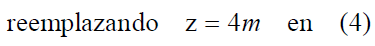 reemplazando z = 4m en (4)